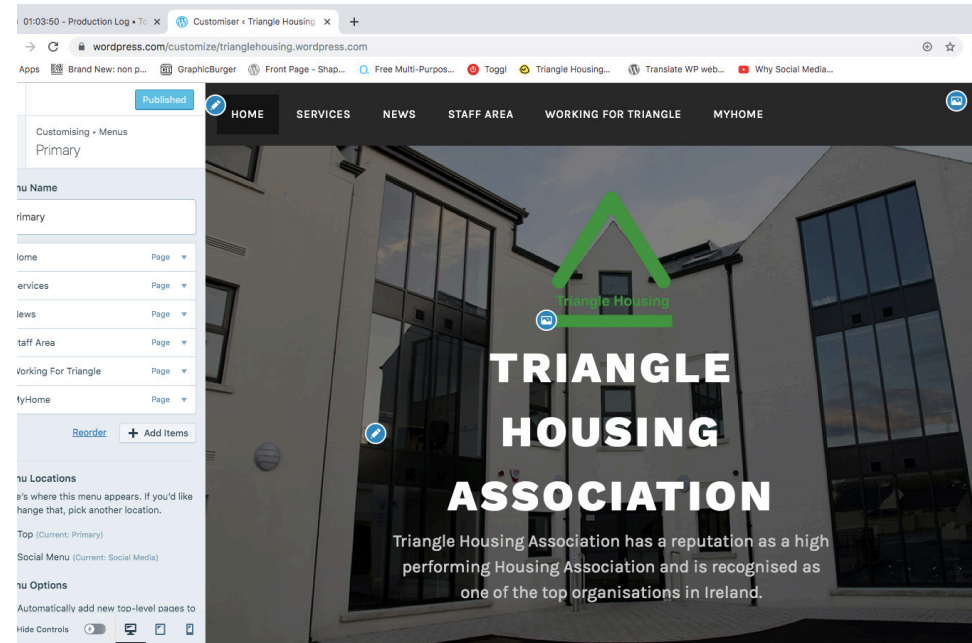 01:03:50 - Production Log • To
Customiser ‹ Triangle Housing
wordpress.com/customize/trianglehousing.wordpress.com
Apps Brand New: non p... GraphicBurger Front Page - Shap... Free Multi-Purpos... Toggl Triangle Housing... Translate WP web... Why Social Media...
Published
Customising ▸ Menus
Primary
nu Name
rimary
ome Page
ervices Page
ews Page
taff Area Page
Working For Triangle Page
MyHome Page
Reorder + Add Items
nu Locations
e's where this menu appears. If you'd like
hange that, pick another location.
Top (Current: Primary)
Social Menu (Current: Social Media)
nu Options
Automatically add new top-level pages to
Hide Controls
HOME SERVICES NEWS STAFF AREA WORKING FOR TRIANGLE MYHOME
Triangle Housing
TRIANGLE
HOUSING
ASSOCIATION
Triangle Housing Association has a reputation as a high
performing Housing Association and is recognised as
one of the top organisations in Ireland.